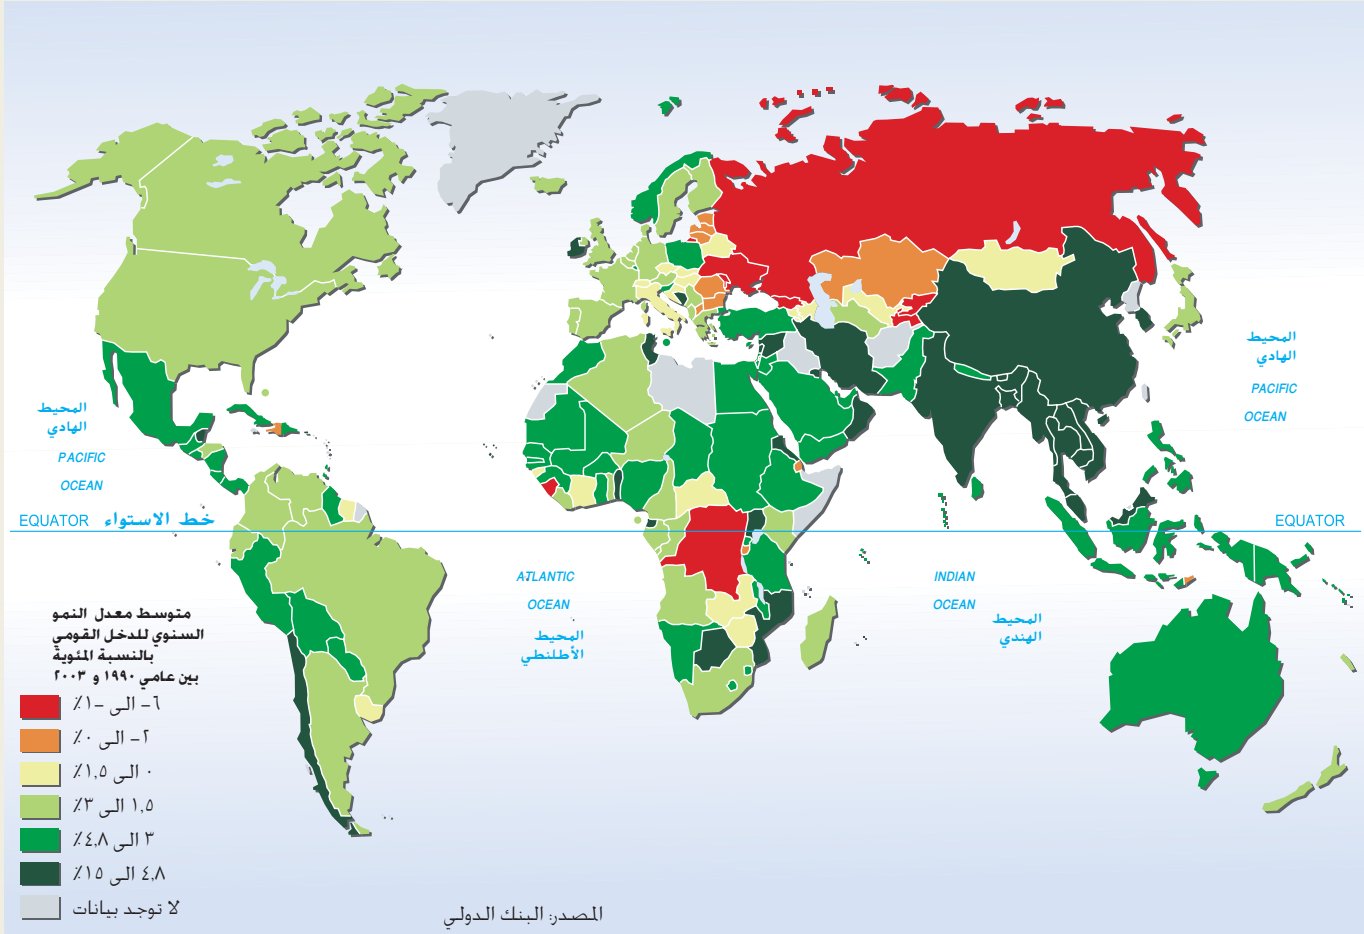 المحيط
الهادي
PACIFIC
OCEAN
المحيط
الهادي
PACIFIC
OCEAN
EQUATOR خط الاستواء
EQUATOR
ATLANTIC
OCEAN
المحيط
الأطلنطي
INDIAN
OCEAN
المحيط
الهندي
متوسط معدل النمو
السنوي للدخل القومي
بالنسبة المئوية
بين عامي ١٩٩٠ و ٢٠٠٣
٦- الى -١٪
٢- الى ٠٪
٠ الى ١,٥٪
١,٥ الى ٣٪
٣ الى ٤,٨٪
٤,٨ الى ١٥٪
لا توجد بيانات
المصدر: البنك الدولي